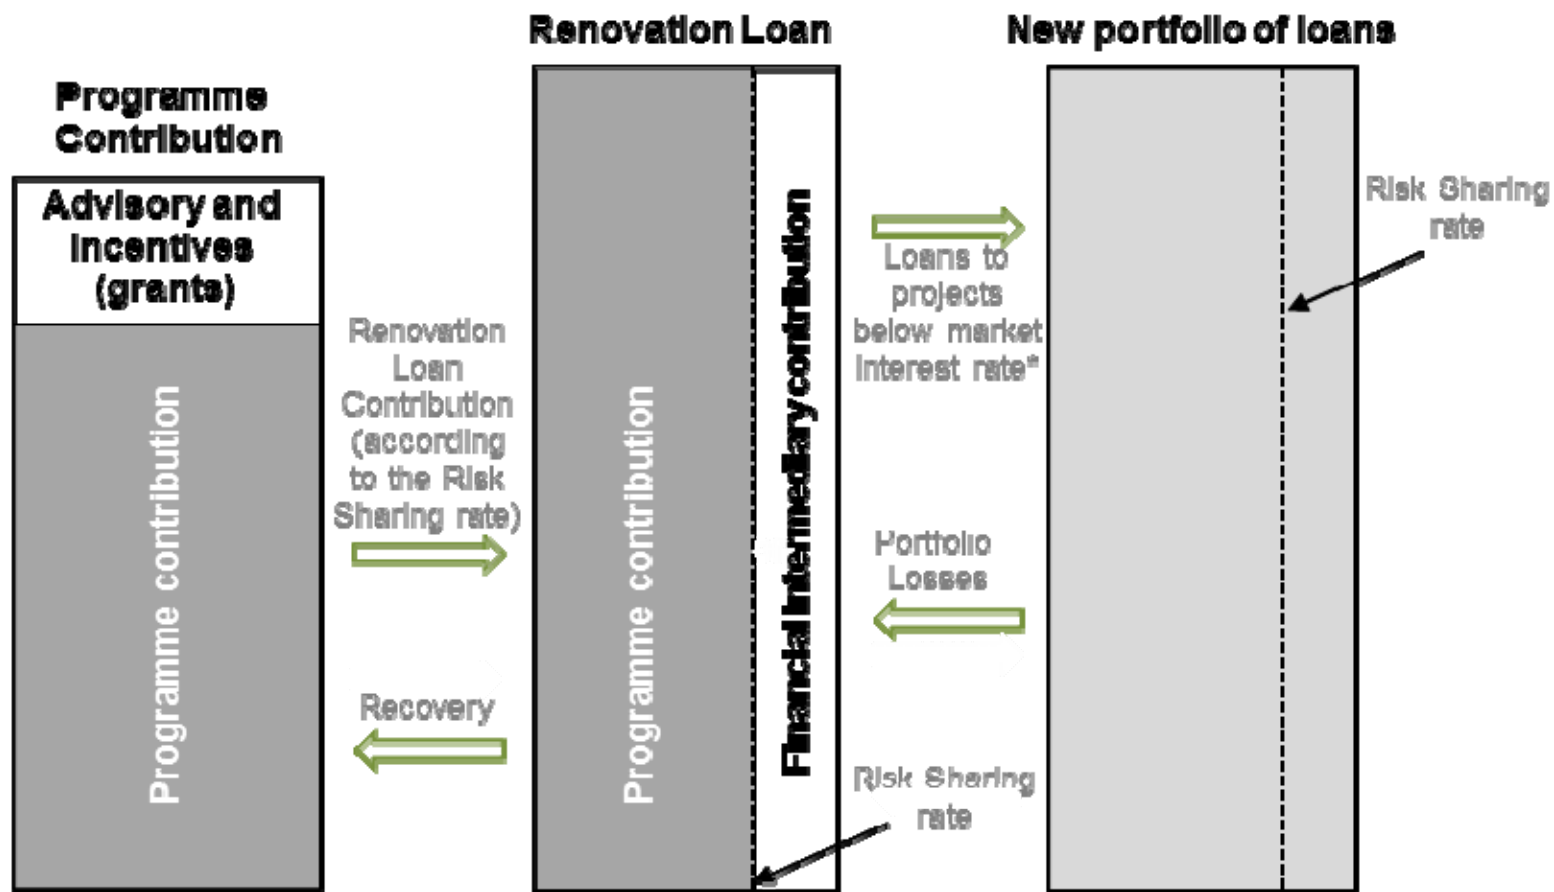 Programme
Contribution
Advisory and
Incentives
(grants)
Programme contribution
Renovation
Loan
Contribution
(according
to the Risk
Sharing rate)
Recovery
Renovation Loan
Programme contribution
Financial Intermediary contribution
Loans to
projects
below market
interest rate*
Portfolio
Losses
Risk Sharing
rate
New portfolio of loans
Risk Sharing
rate